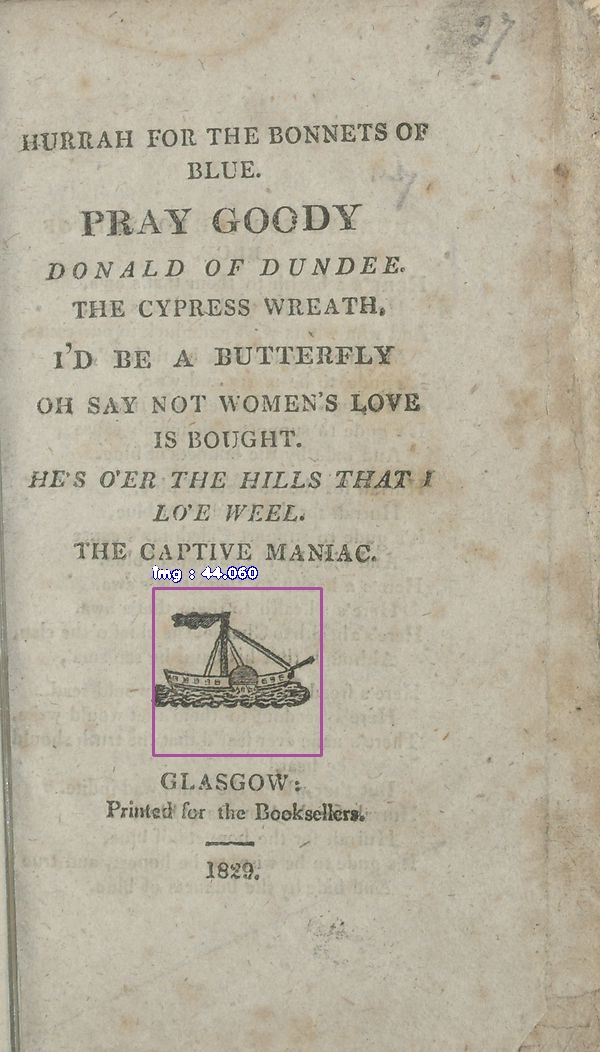 27
HURRAH FOR THE BONNETS OF
BLUE.
PRAY GOODY
DONALD OF DUNDEE.
THE CYPRESS WREATH,
I'D BE A BUTTERFLY
OH SAY NOT WOMEN'S LOVE
IS BOUGHT.
HE'S O'ER THE HILLS THAT I
LO'E WEEL.
THE CAPTIVE MANIAC.
img : 44.060
GLASGOW:
Printed for the Booksellers.
1829.